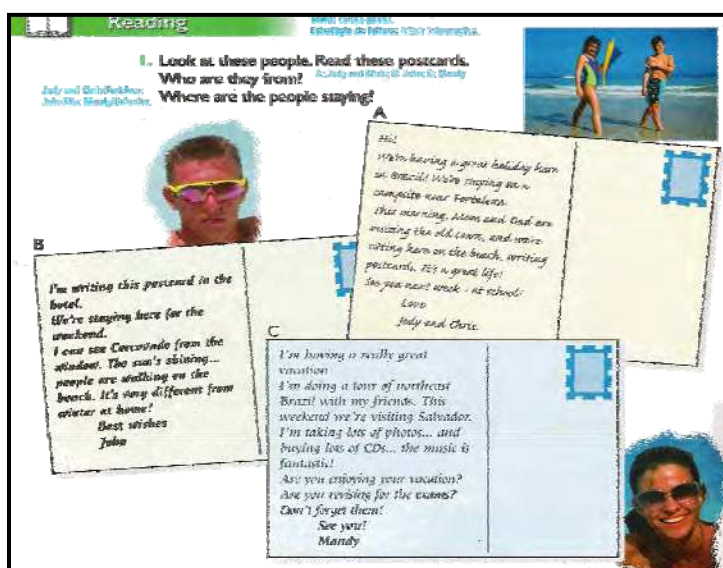 Reading
1. Look at these people. Read these postcards.
Who are they from?
A: Judy and Chris; B: John; C: Mandy
Where are the people staying?
A
Hi!
We're having a great holiday here
in Brazil! We're staying on a
campsite near Fortaleza.
This morning, Mom and Dad are
visiting the old town, and we're
sitting here on the beach, writing
postcards. It's a great life!
See you next week - at school!
Love
Judy and Chris
B
I'm writing this postcard in the
hotel.
We're staying here for the
weekend.
I can see Corcovado from the
window. The sun's shining...
people are walking on the
beach. It's very different from
winter at home!
Best wishes
John
C
I'm having a really great
vacation
I'm doing a tour of northeast
Brazil with my friends. This
weekend we're visiting Salvador.
I'm taking lots of photos... and
buying lots of CDs... the music is
fantastic!
Are you enjoying your vacation?
Are you revising for the exams?
Don't forget them!
See you!
Mandy